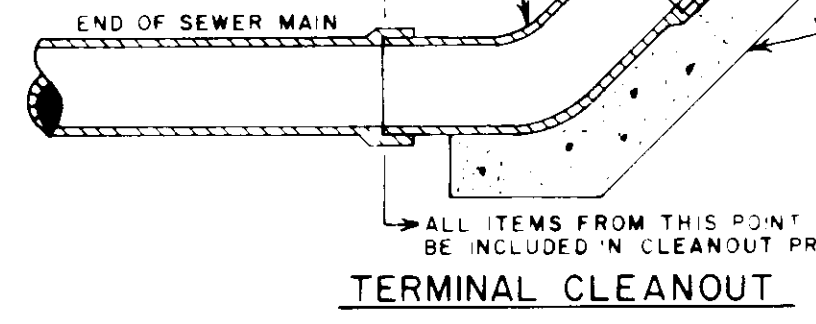 END OF SEWER MAIN
ALL ITEMS FROM THIS POINT
BE INCLUDED IN CLEANOUT PR
TERMINAL CLEANOUT